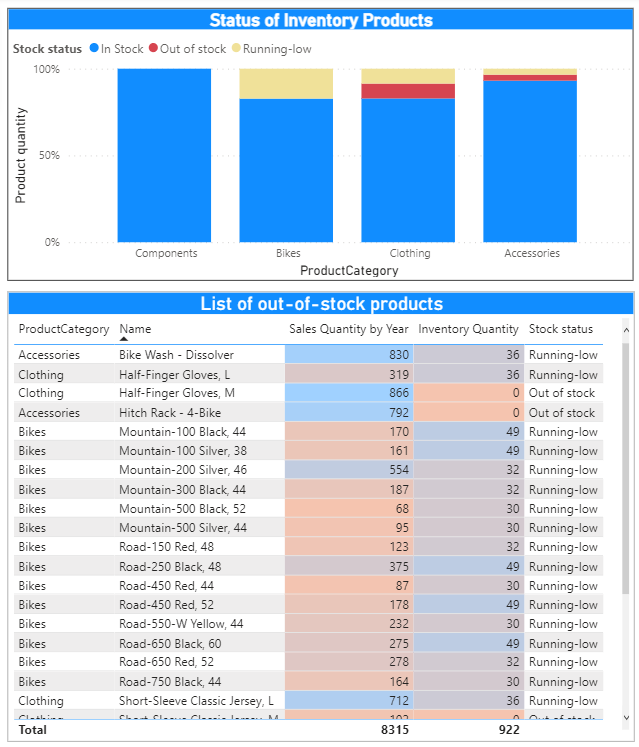 Status of Inventory Products
Stock status In Stock Out of stock Running-low
100%
50%
0%
Product quantity
Components Bikes Clothing Accessories
ProductCategory
List of out-of-stock products
ProductCategory Name Sales Quantity by Year Inventory Quantity Stock status
Accessories Bike Wash - Dissolver 830 36 Running-low
Clothing Half-Finger Gloves, L 319 36 Running-low
Clothing Half-Finger Gloves, M 866 0 Out of stock
Accessories Hitch Rack - 4-Bike 792 0 Out of stock
Bikes Mountain-100 Black, 44 170 49 Running-low
Bikes Mountain-100 Silver, 38 161 49 Running-low
Bikes Mountain-200 Silver, 46 554 32 Running-low
Bikes Mountain-300 Black, 44 187 32 Running-low
Bikes Mountain-500 Black, 52 68 30 Running-low
Bikes Mountain-500 Silver, 44 95 30 Running-low
Bikes Road-150 Red, 48 123 32 Running-low
Bikes Road-250 Black, 48 375 49 Running-low
Bikes Road-450 Red, 44 87 30 Running-low
Bikes Road-450 Red, 52 178 49 Running-low
Bikes Road-550-W Yellow, 44 232 30 Running-low
Bikes Road-650 Black, 60 275 49 Running-low
Bikes Road-650 Red, 52 278 32 Running-low
Bikes Road-750 Black, 44 164 30 Running-low
Clothing Short-Sleeve Classic Jersey, L 712 36 Running-low
Clothing Short-Sleeve Classic Jersey, M 0 Out of stock
Total 8315 922